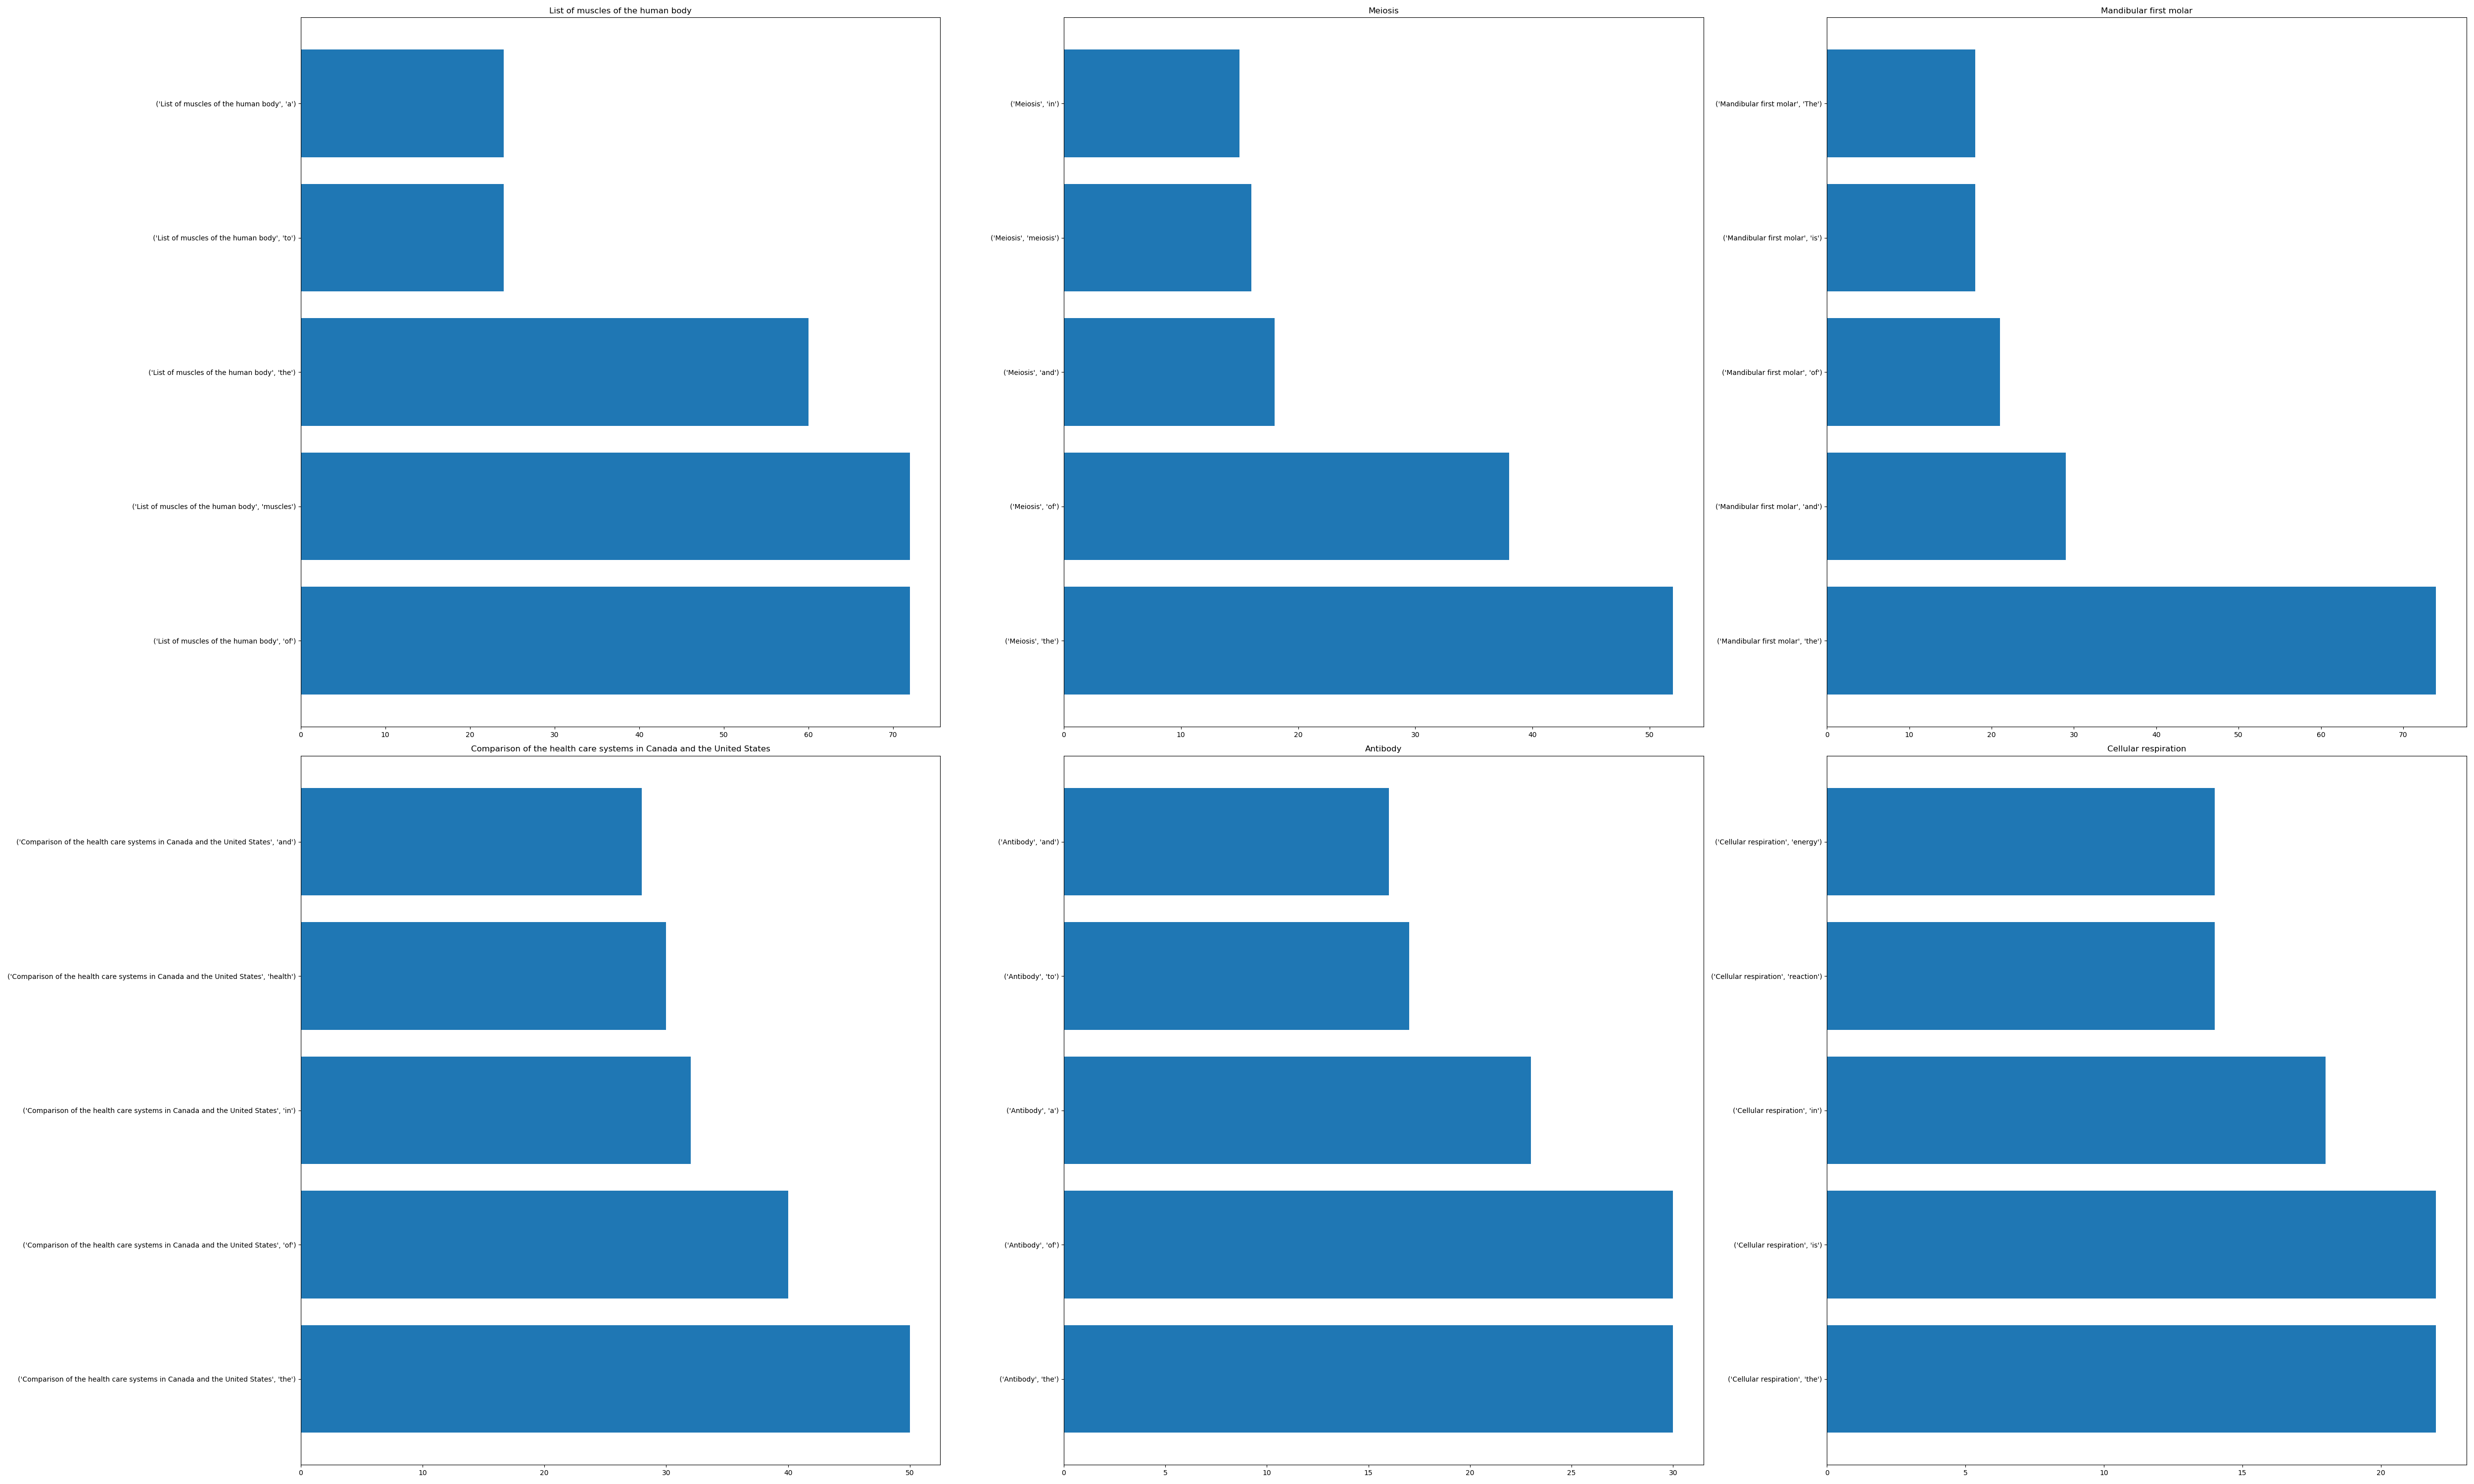 List of muscles of the human body
('List of muscles of the human body', 'a')
('List of muscles of the human body', 'to')
('List of muscles of the human body', 'the')
('List of muscles of the human body', 'muscles')
('List of muscles of the human body', 'of')
0 10 20 30 40 50 60 70
Meiosis
('Meiosis', 'in')
('Meiosis', 'meiosis')
('Meiosis', 'and')
('Meiosis', 'of')
('Meiosis', 'the')
0 10 20 30 40 50
Mandibular first molar
('Mandibular first molar', 'The')
('Mandibular first molar', 'is')
('Mandibular first molar', 'of')
('Mandibular first molar', 'and')
('Mandibular first molar', 'the')
0 10 20 30 40 50 60 70
Comparison of the health care systems in Canada and the United States
('Comparison of the health care systems in Canada and the United States', 'and')
('Comparison of the health care systems in Canada and the United States', 'health')
('Comparison of the health care systems in Canada and the United States', 'in')
('Comparison of the health care systems in Canada and the United States', 'of')
('Comparison of the health care systems in Canada and the United States', 'the')
0 10 20 30 40 50
Antibody
('Antibody', 'and')
('Antibody', 'to')
('Antibody', 'a')
('Antibody', 'of')
('Antibody', 'the')
0 5 10 15 20 25 30
Cellular respiration
('Cellular respiration', 'energy')
('Cellular respiration', 'reaction')
('Cellular respiration', 'in')
('Cellular respiration', 'is')
('Cellular respiration', 'the')
0 5 10 15 20